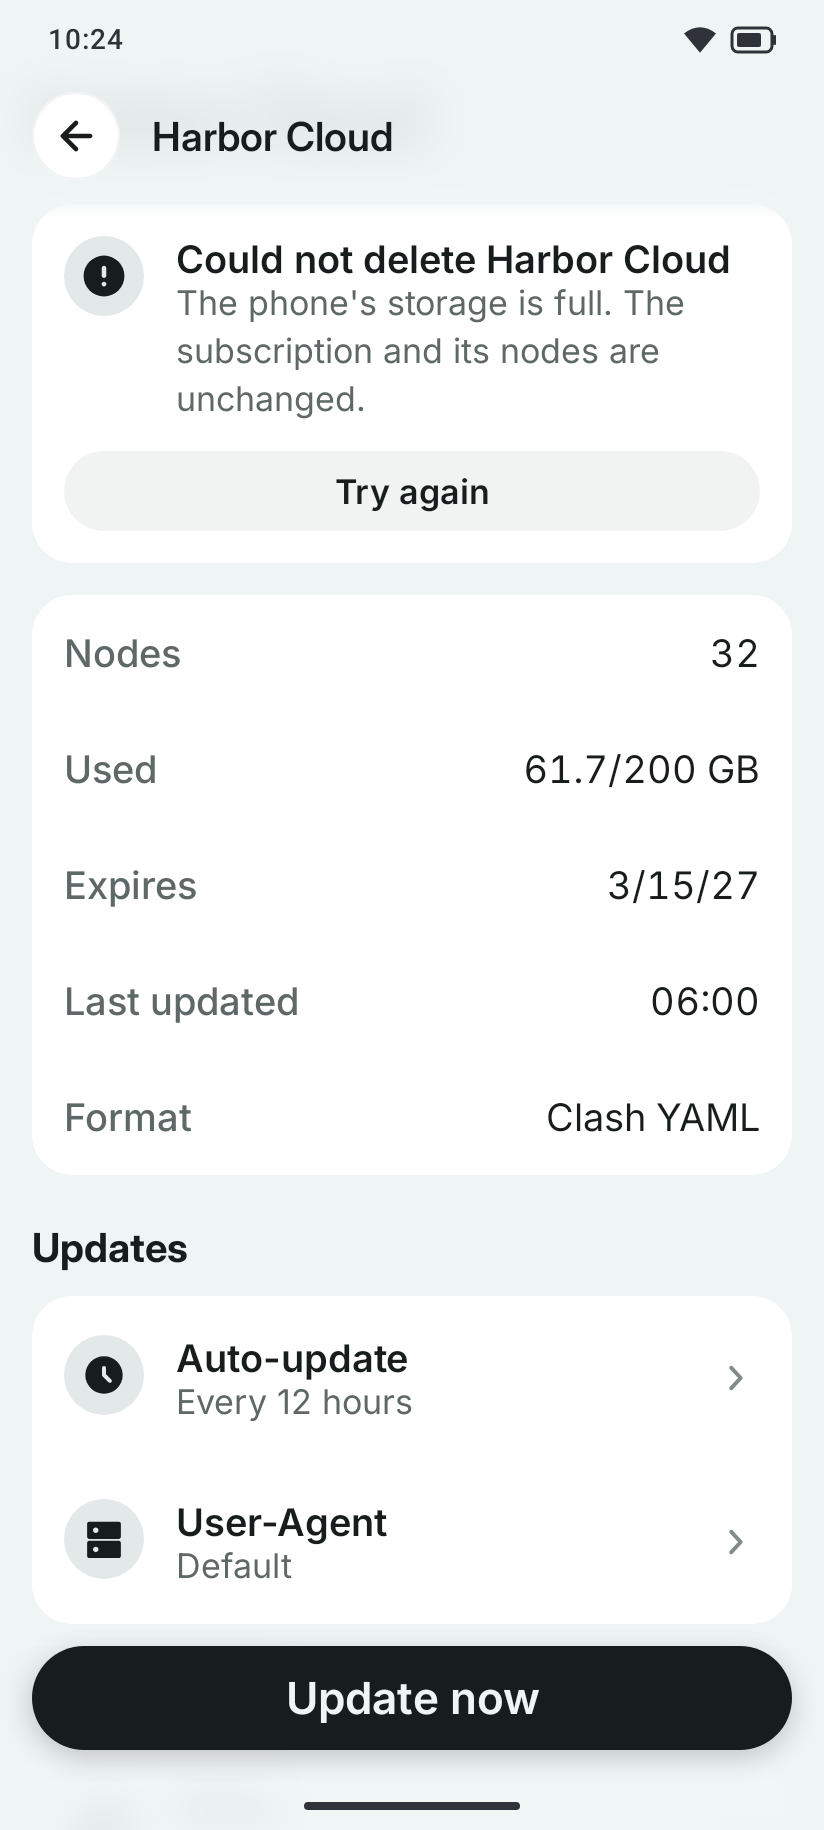 10:24
Harbor Cloud
Could not delete Harbor Cloud
The phone's storage is full. The
subscription and its nodes are
unchanged.
Try again
Nodes 32
Used 61.7/200 GB
Expires 3/15/27
Last updated 06:00
Format Clash YAML
Updates
Auto-update
Every 12 hours
User-Agent
Default
Update now